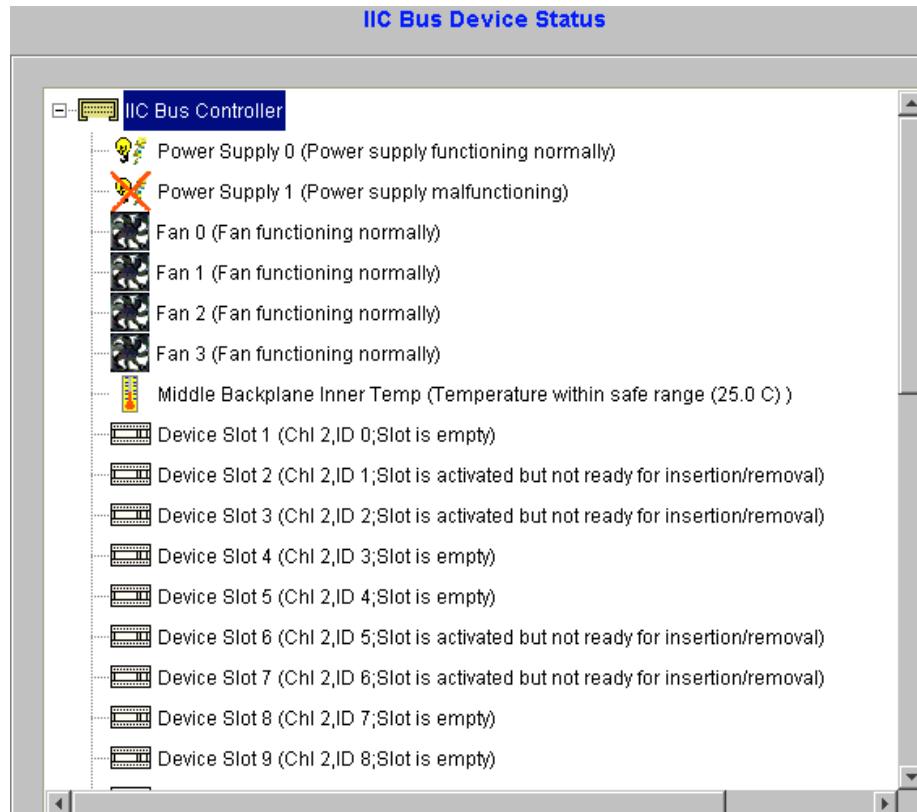 IIC Bus Device Status
IIC Bus Controller
Power Supply 0 (Power supply functioning normally)
Power Supply 1 (Power supply malfunctioning)
Fan 0 (Fan functioning normally)
Fan 1 (Fan functioning normally)
Fan 2 (Fan functioning normally)
Fan 3 (Fan functioning normally)
Middle Backplane Inner Temp (Temperature within safe range (25.0 C) )
Device Slot 1 (Chl 2,ID 0;Slot is empty)
Device Slot 2 (Chl 2,ID 1;Slot is activated but not ready for insertion/removal)
Device Slot 3 (Chl 2,ID 2;Slot is activated but not ready for insertion/removal)
Device Slot 4 (Chl 2,ID 3;Slot is empty)
Device Slot 5 (Chl 2,ID 4;Slot is empty)
Device Slot 6 (Chl 2,ID 5;Slot is activated but not ready for insertion/removal)
Device Slot 7 (Chl 2,ID 6;Slot is activated but not ready for insertion/removal)
Device Slot 8 (Chl 2,ID 7;Slot is empty)
Device Slot 9 (Chl 2,ID 8;Slot is empty)